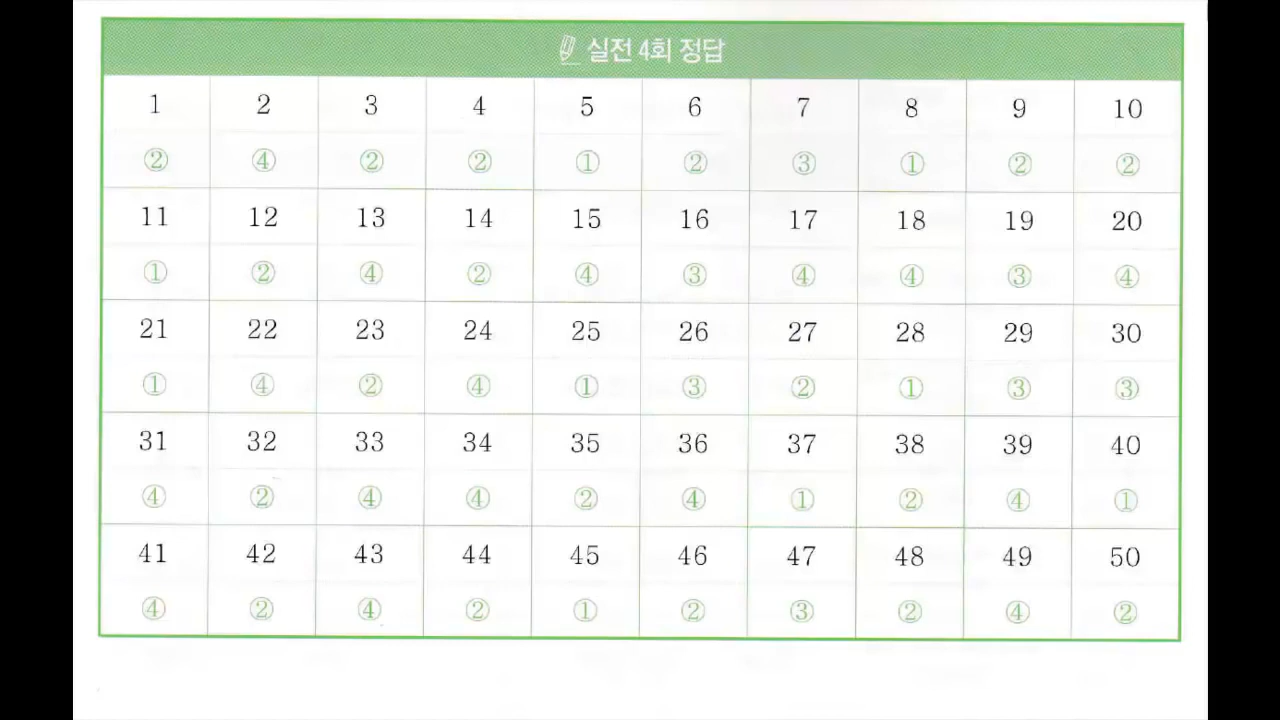 실전 4회 정답
1 2 3 4 5 6 7 8 9 10
② ④ ② ② ① ② ③ ① ② ②
11 12 13 14 15 16 17 18 19 20
① ② ④ ② ④ ③ ④ ④ ③ ④
21 22 23 24 25 26 27 28 29 30
① ④ ② ④ ① ③ ② ① ③ ③
31 32 33 34 35 36 37 38 39 40
④ ② ④ ④ ② ④ ① ② ④ ①
41 42 43 44 45 46 47 48 49 50
④ ② ④ ② ① ② ③ ② ④ ②